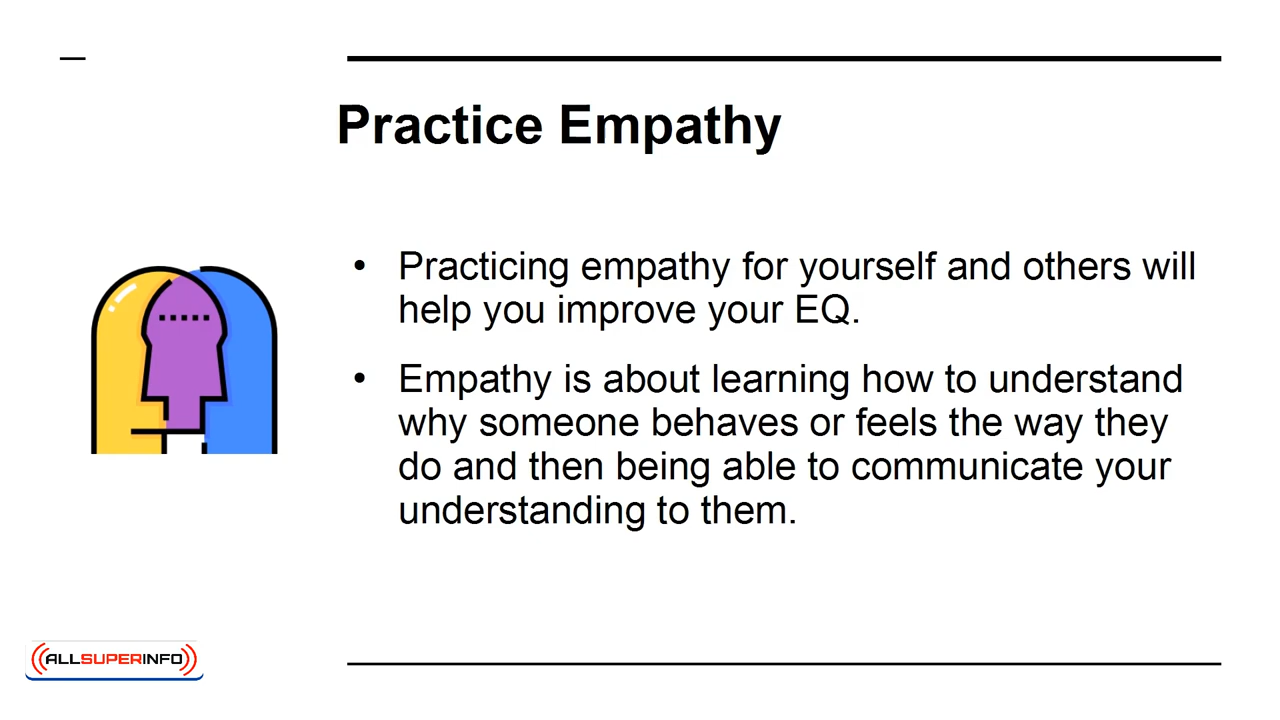 Practice Empathy
• Practicing empathy for yourself and others will
help you improve your EQ.
• Empathy is about learning how to understand
why someone behaves or feels the way they
do and then being able to communicate your
understanding to them.
ALLSUPERINFO